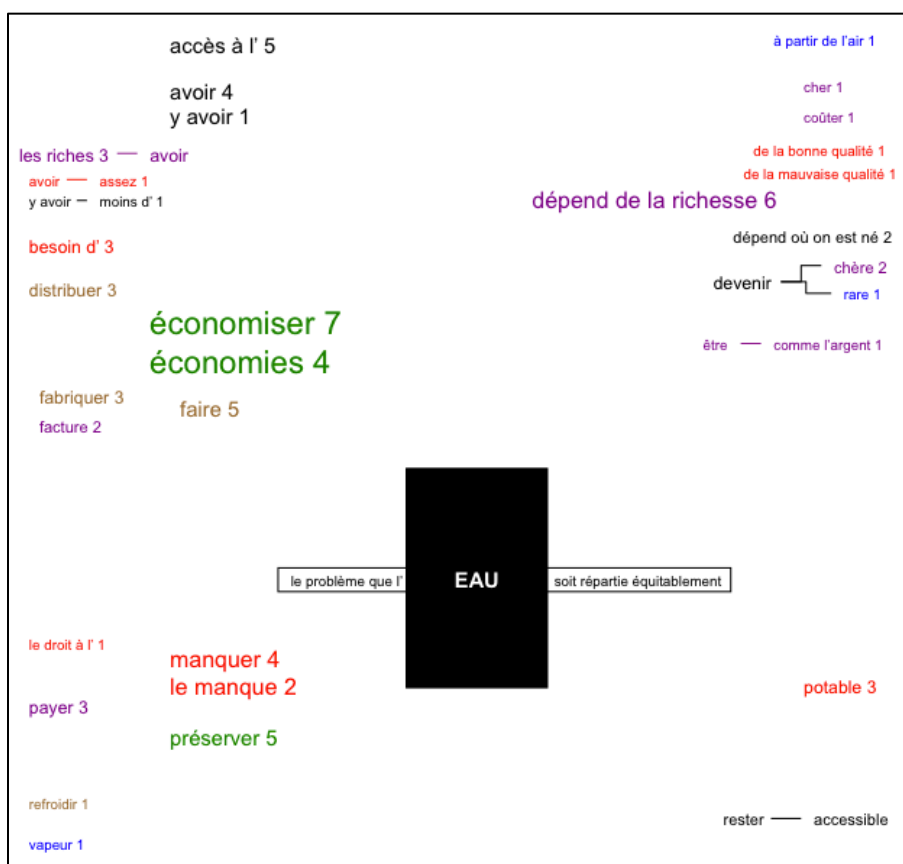 accès à l' 5
avoir 4
y avoir 1
les riches 3 — avoir
avoir — assez 1
y avoir – moins d' 1
besoin d' 3
distribuer 3
économiser 7
économies 4
fabriquer 3
faire 5
facture 2
à partir de l'air 1
cher 1
coûter 1
de la bonne qualité 1
de la mauvaise qualité 1
dépend de la richesse 6
dépend où on est né 2
devenir
chère 2
rare 1
être — comme l'argent 1
le problème que l' EAU soit répartie équitablement
le droit à l' 1
manquer 4
le manque 2
payer 3
préserver 5
refroidir 1
vapeur 1
potable 3
rester — accessible